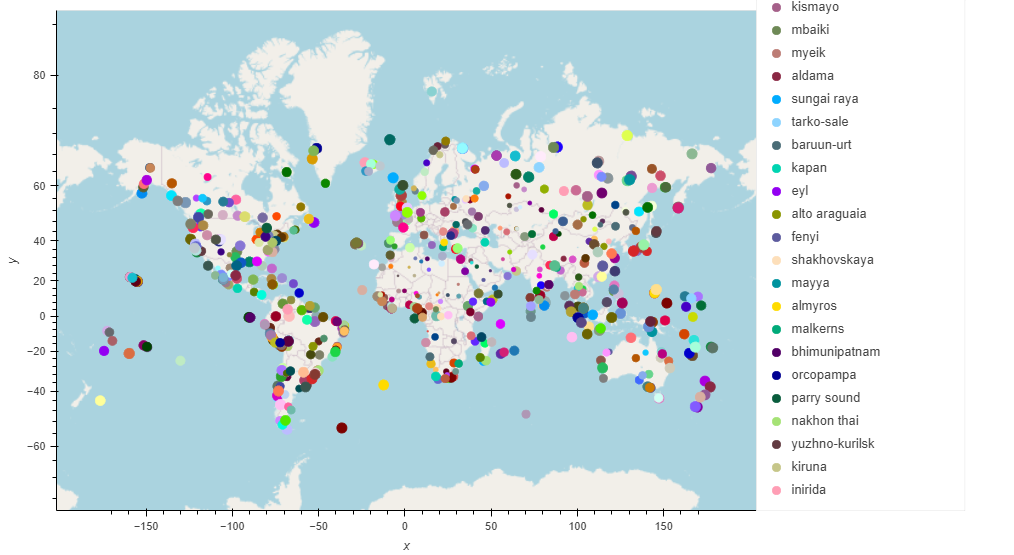 kismayo
mbaiki
myeik
aldama
sungai raya
tarko-sale
baruun-urt
kapan
eyl
alto araguaia
fenyi
shakhovskaya
mayya
almyros
malkerns
bhimunipatnam
orcopampa
parry sound
nakhon thai
yuzhno-kurilsk
kiruna
inirida
80
60
40
20
0
−20
−40
−60
y
−150 −100 −50 0 50 100 150
x